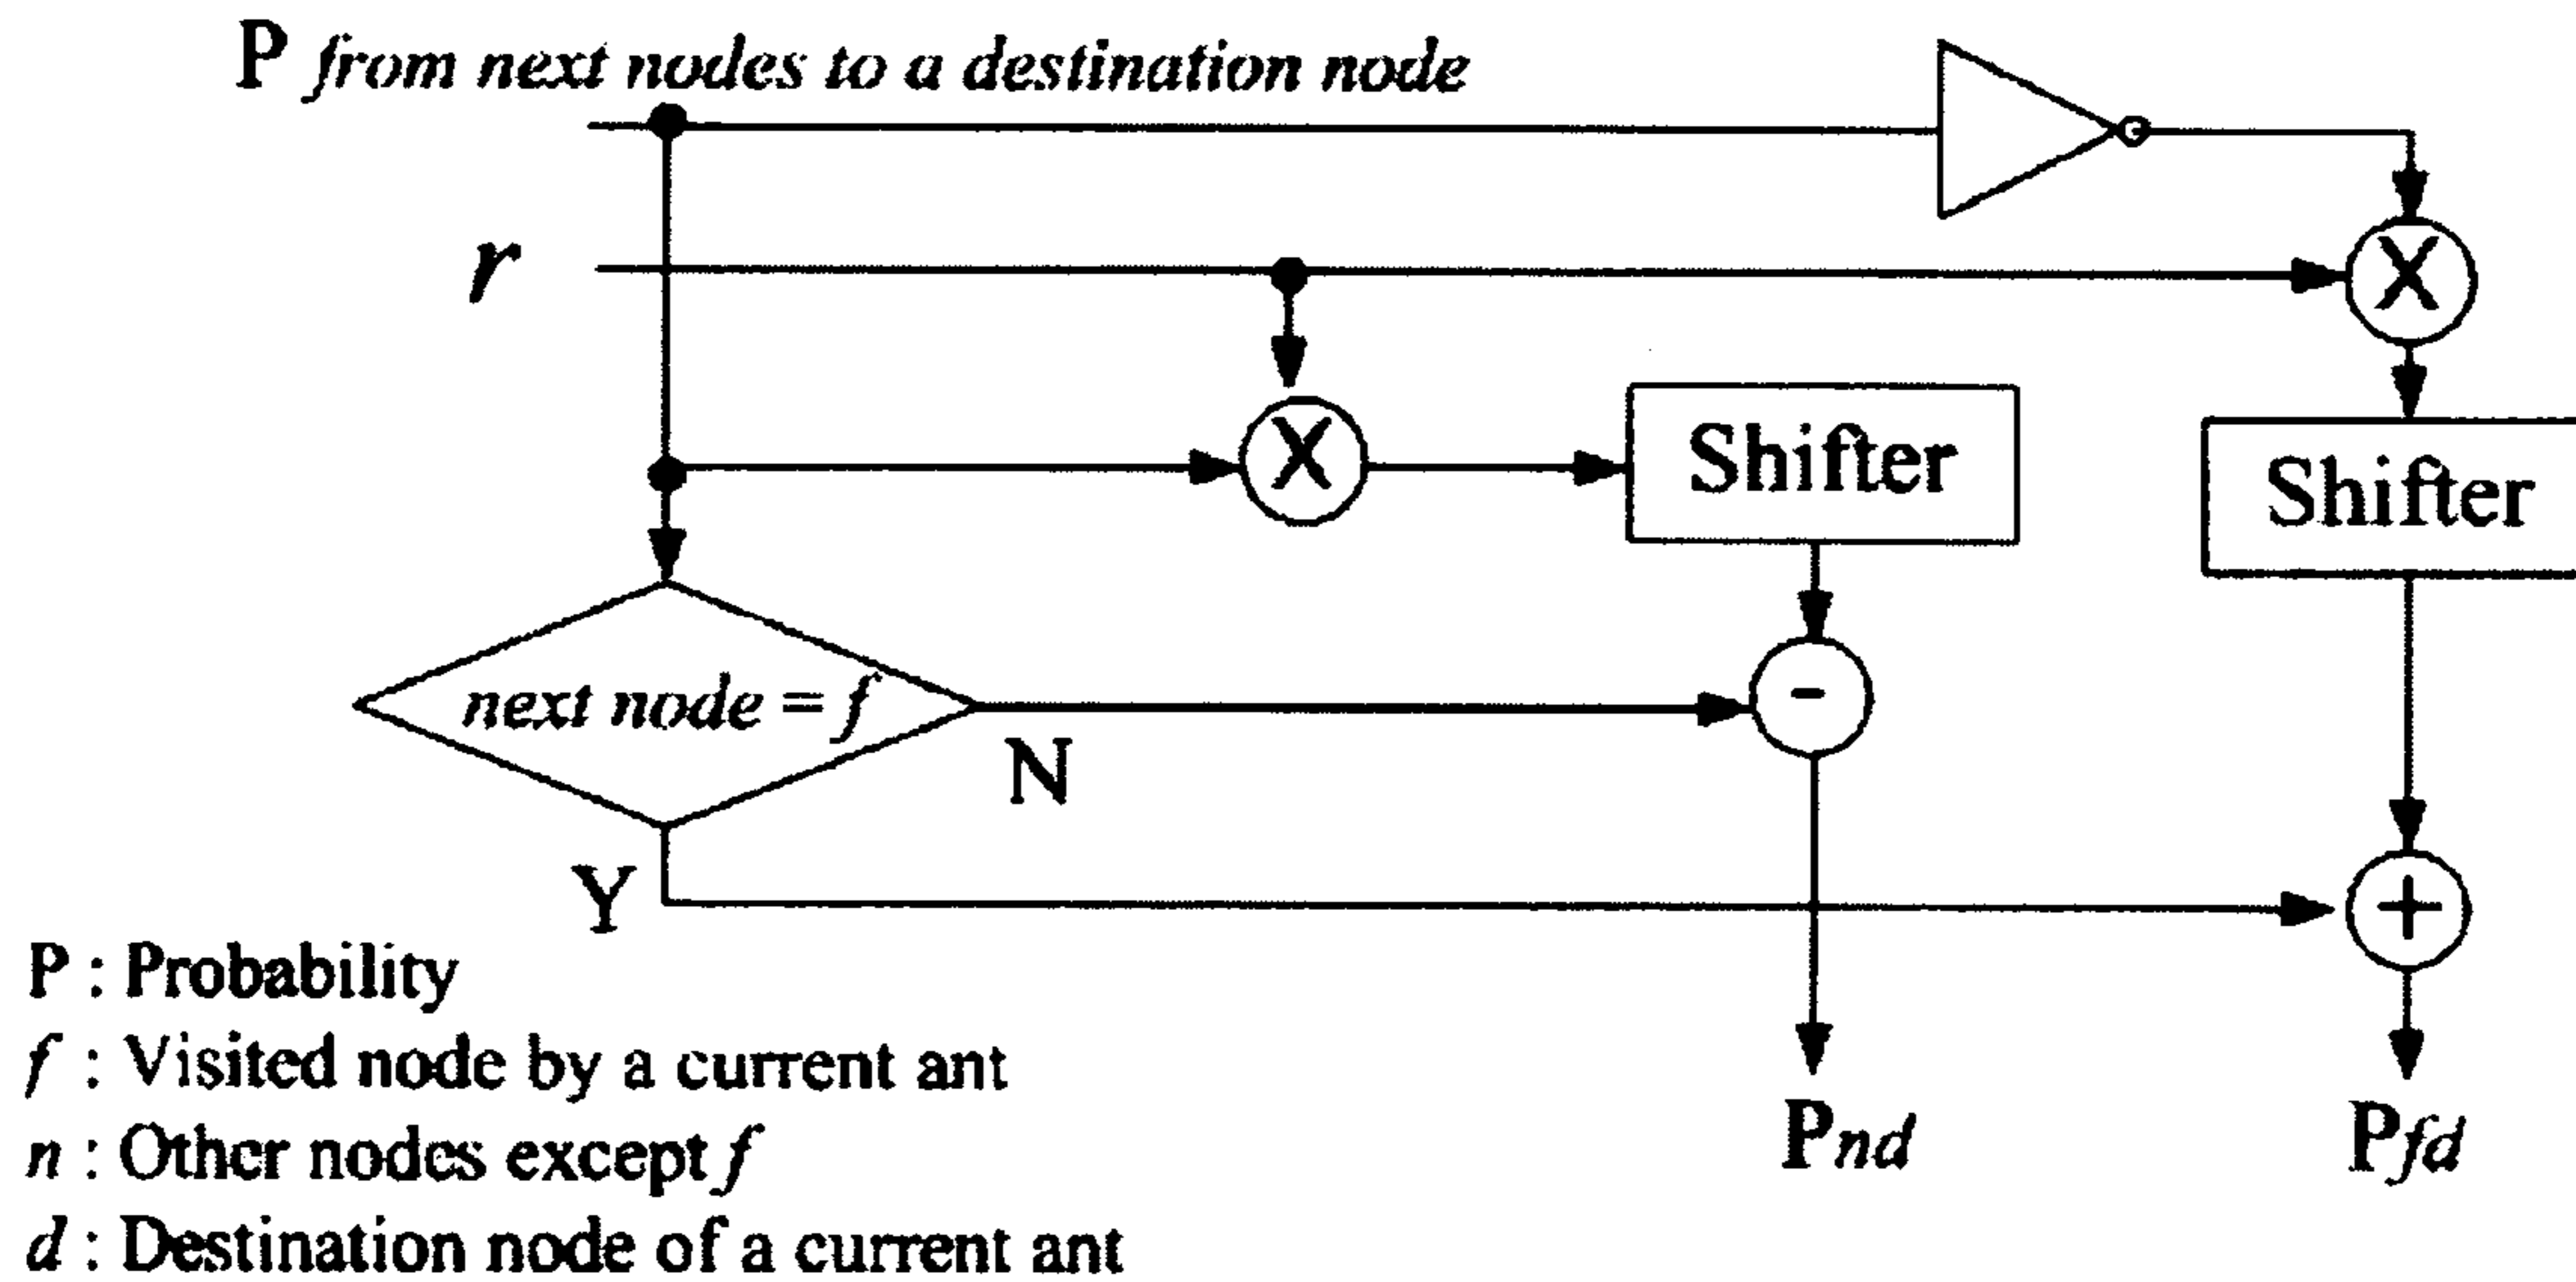 P from next nodes to a destination node
r
X
X
Shifter
Shifter
next node = f
-
N
Y
+
P : Probability
f : Visited node by a current ant
n : Other nodes except f
d : Destination node of a current ant
Pnd
Pfd